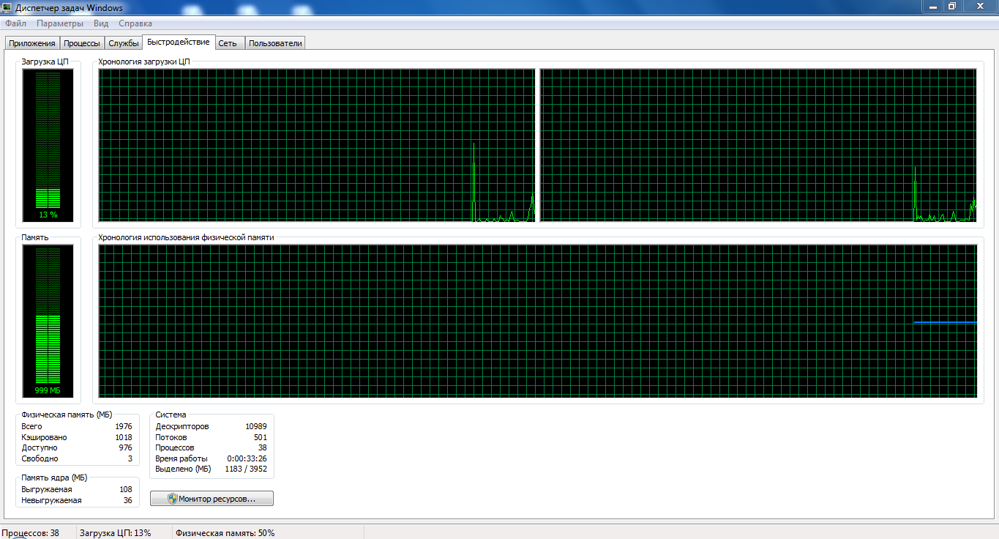 Диспетчер задач Windows
Файл Параметры Вид Справка
Приложения Процессы Службы Быстродействие Сеть Пользователи
Загрузка ЦП
13 %
Хронология загрузки ЦП
Память
999 МБ
Хронология использования физической памяти
Физическая память (МБ)
Всего 1976
Кэшировано 1018
Доступно 976
Свободно 3
Память ядра (МБ)
Выгружаемая 108
Невыгружаемая 36
Система
Дескрипторов 10989
Потоков 501
Процессов 38
Время работы 0:00:33:26
Выделено (МБ) 1183 / 3952
Монитор ресурсов...
Процессов: 38 Загрузка ЦП: 13% Физическая память: 50%